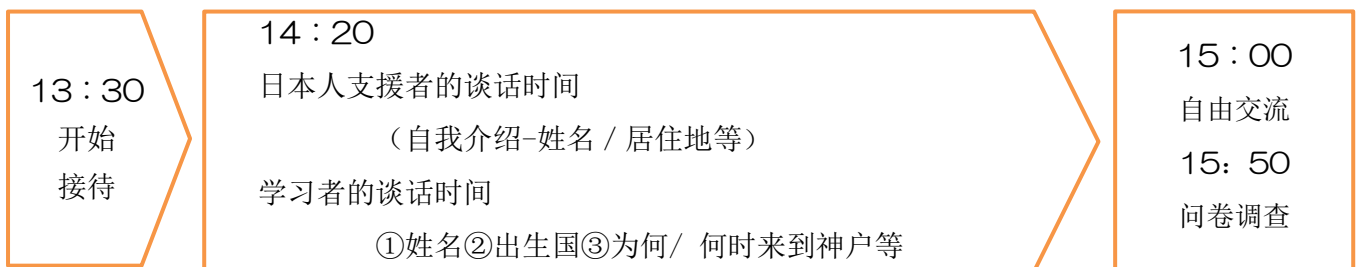 13：30
开始
接待
14：20
日本人支援者的谈话时间
（自我介绍-姓名 / 居住地等）
学习者的谈话时间
①姓名②出生国③为何/ 何时来到神户等
15：00
自由交流
15：50
问卷调查